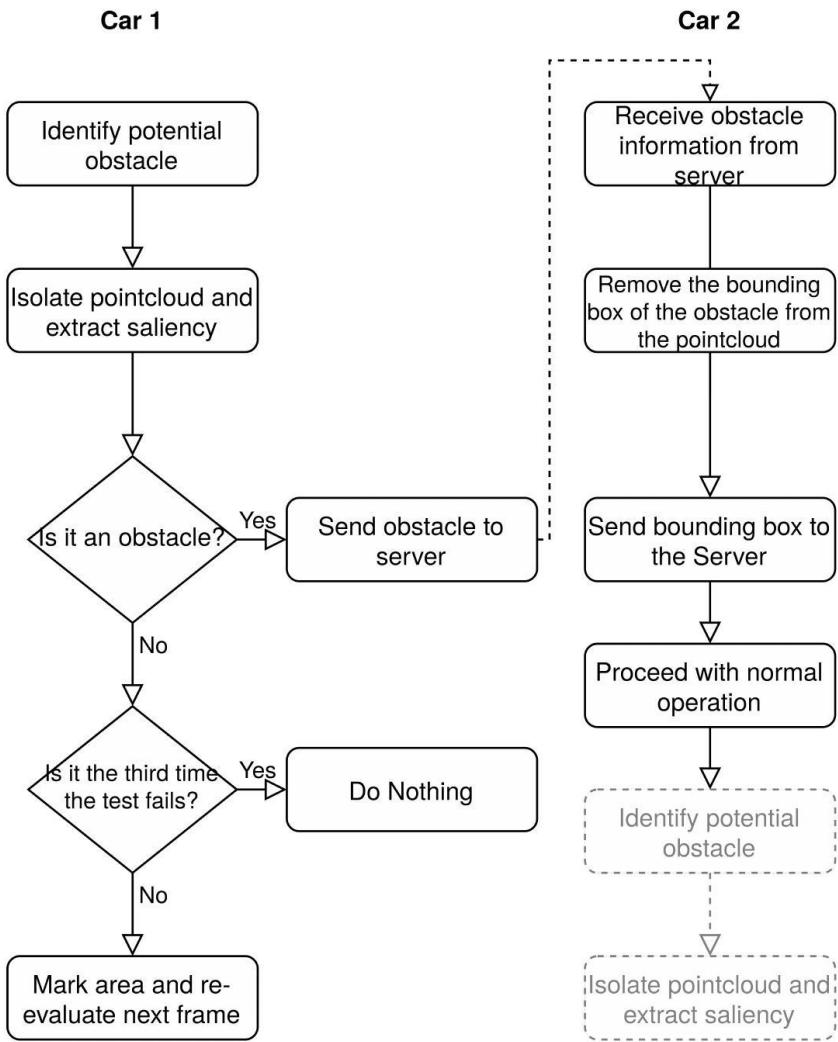 Car 1
Identify potential
obstacle
Isolate pointcloud and
extract saliency
Is it an obstacle?
Yes
Send obstacle to
server
No
Is it the third time
the test fails?
Yes
Do Nothing
No
Mark area and re-
evaluate next frame
Car 2
Receive obstacle
information from
server
Remove the bounding
box of the obstacle from
the pointcloud
Send bounding box to
the Server
Proceed with normal
operation
Identify potential
obstacle
Isolate pointcloud and
extract saliency